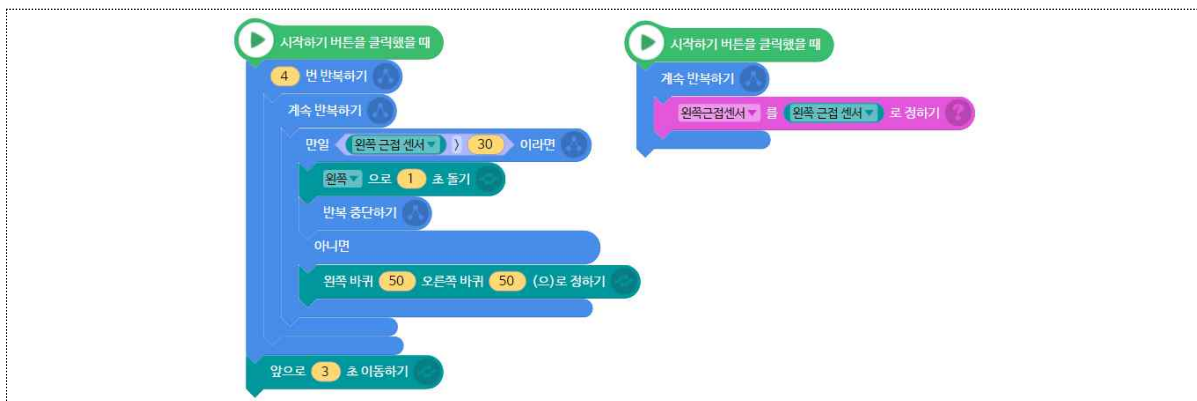 시작하기 버튼을 클릭했을 때
4 번 반복하기
계속 반복하기
만일 왼쪽 근접 센서 > 30 이라면
왼쪽 으로 1 초 돌기
반복 중단하기
아니면
왼쪽 바퀴 50 오른쪽 바퀴 50 (으)로 정하기
앞으로 3 초 이동하기
시작하기 버튼을 클릭했을 때
계속 반복하기
왼쪽근접센서 를 왼쪽 근접 센서 로 정하기 ?